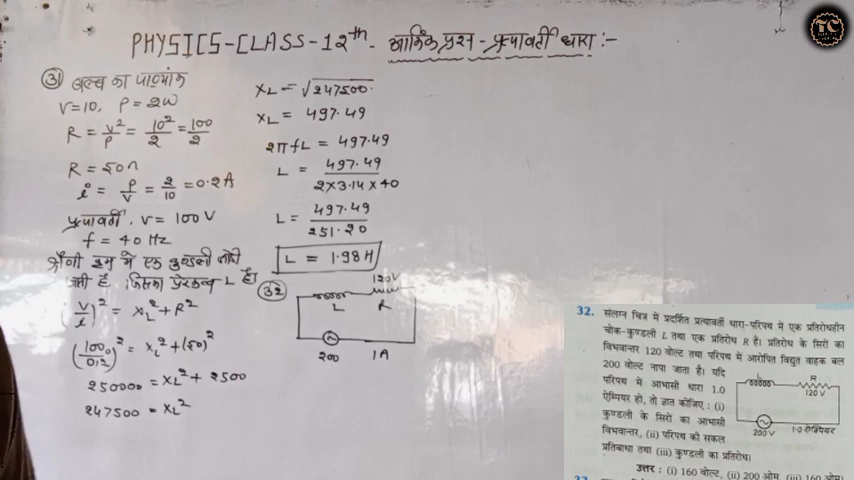 PHYSICS-CLASS-12th- आंकिक प्रश्न - प्रत्यावर्ती धारा :-
31) बल्ब का पाठ्यांक
V=10, P=2W
R = V²/P = 10²/2 = 100/2
R = 50Ω
i = P/V = 2/10 = 0.2A
प्रत्यावर्ती. V = 100V
f = 40 Hz
श्रेणी क्रम में एक कुण्डली जोड़ी
जाती है जिसका प्रेरकत्व L है।
(V/i)² = XL² + R²
(100/0.2)² = XL² + (50)²
250000 = XL² + 2500
247500 = XL²
XL = √247500.
XL = 497.49
2πfL = 497.49
L = 497.49/2×3.14×40
L = 497.49/251.20
L = 1.98H
32)
120V
L R
200 1A
32. संलग्न चित्र में प्रदर्शित प्रत्यावर्ती धारा-परिपथ में एक प्रतिरोधहीन
चोक-कुण्डली L तथा एक प्रतिरोध R है। प्रतिरोध के सिरों का
विभवान्तर 120 वोल्ट तथा परिपथ में आरोपित विद्युत वाहक बल
200 वोल्ट नापा जाता है। यदि
परिपथ में आभासी धारा 1.0
ऐम्पियर हो, तो ज्ञात कीजिए : (i)
कुण्डली के सिरों का आभासी
विभवान्तर, (ii) परिपथ की सकल
प्रतिबाधा तथा (iii) कुण्डली का प्रतिरोध।
L R
120 V
200 V 1·0 ऐम्पियर
उत्तर : (i) 160 वोल्ट, (ii) 200 ओम, (iii) 160 ओम।
TC